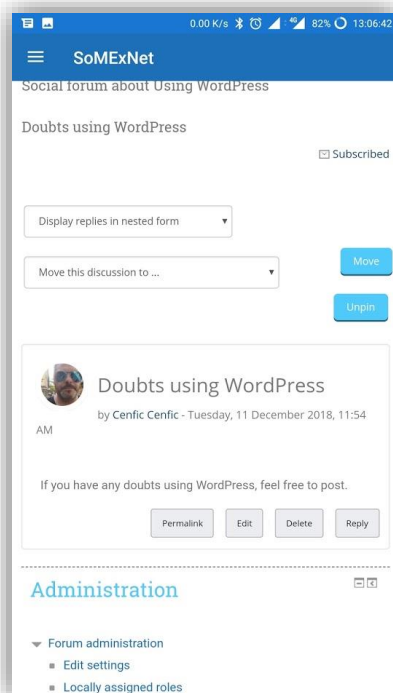 0.00 K/s 4G 82% 13:06:42
SoMExNet
Social forum about Using WordPress
Doubts using WordPress
Subscribed
Display replies in nested form
Move this discussion to ...
Move
Unpin
Doubts using WordPress
by Cenfic Cenfic - Tuesday, 11 December 2018, 11:54
AM
If you have any doubts using WordPress, feel free to post.
Permalink Edit Delete Reply
Administration
Forum administration
Edit settings
Locally assigned roles